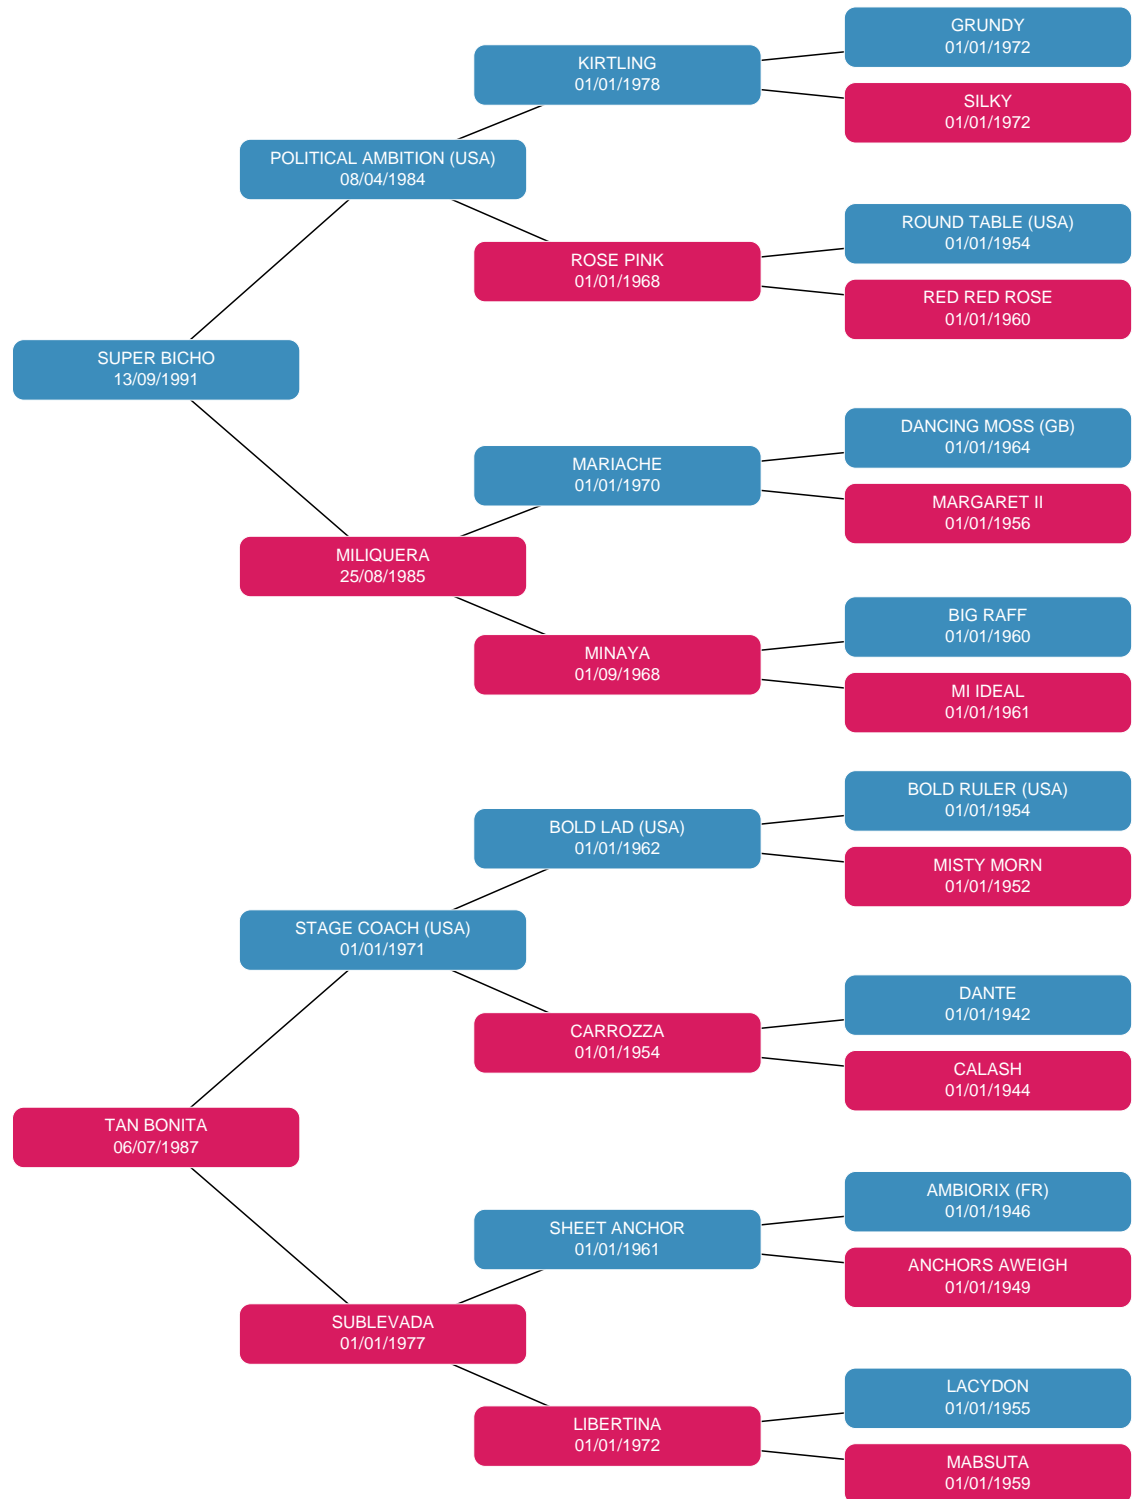 GRUNDY
01/01/1972
KIRTLING
01/01/1978
SILKY
01/01/1972
POLITICAL AMBITION (USA)
08/04/1984
ROUND TABLE (USA)
01/01/1954
ROSE PINK
01/01/1968
RED RED ROSE
01/01/1960
SUPER BICHO
13/09/1991
DANCING MOSS (GB)
01/01/1964
MARIACHE
01/01/1970
MARGARET II
01/01/1956
MILIQUERA
25/08/1985
BIG RAFF
01/01/1960
MINAYA
01/09/1968
MI IDEAL
01/01/1961
BOLD RULER (USA)
01/01/1954
BOLD LAD (USA)
01/01/1962
MISTY MORN
01/01/1952
STAGE COACH (USA)
01/01/1971
DANTE
01/01/1942
CARROZZA
01/01/1954
CALASH
01/01/1944
TAN BONITA
06/07/1987
AMBIORIX (FR)
01/01/1946
SHEET ANCHOR
01/01/1961
ANCHORS AWEIGH
01/01/1949
SUBLEVADA
01/01/1977
LACYDON
01/01/1955
LIBERTINA
01/01/1972
MABSUTA
01/01/1959